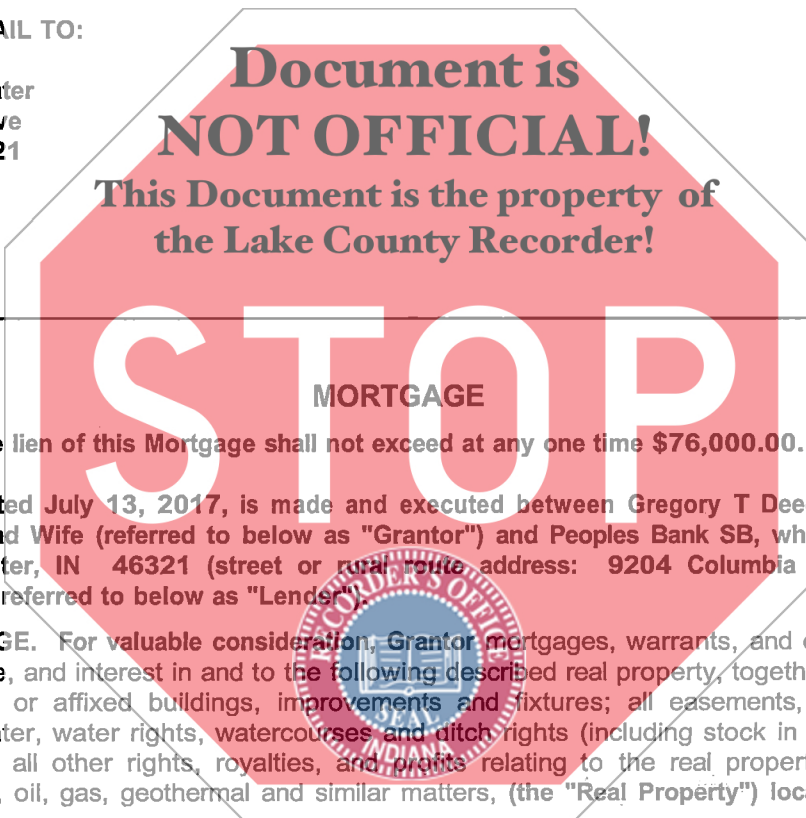 AIL TO:
ter
ve
21
Document is
NOT OFFICIAL!
This Document is the property of
the Lake County Recorder!
STOP
MORTGAGE
lien of this Mortgage shall not exceed at any one time $76,000.00.
ted July 13, 2017, is made and executed between Gregory T Dee
d Wife (referred to below as "Grantor") and Peoples Bank SB, wh
ter, IN 46321 (street or rural route address: 9204 Columbia
referred to below as "Lender").
GE. For valuable consideration, Grantor mortgages, warrants, and
e, and interest in and to the following described real property, togeth
or affixed buildings, improvements and fixtures; all easements,
ter, water rights, watercourses and ditch rights (including stock in
all other rights, royalties, and profits relating to the real propert
, oil, gas, geothermal and similar matters, (the "Real Property") loca
RECORDER'S OFFICE
SEAL
INDIANA